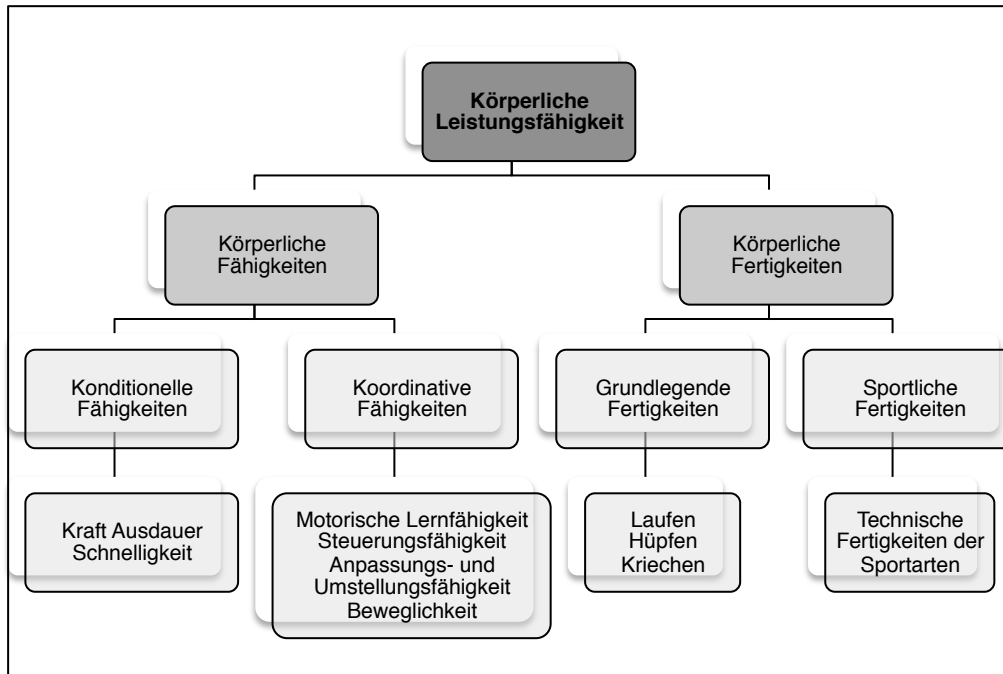 Körperliche
Leistungsfähigkeit
Körperliche
Fähigkeiten
Körperliche
Fertigkeiten
Konditionelle
Fähigkeiten
Koordinative
Fähigkeiten
Grundlegende
Fertigkeiten
Sportliche
Fertigkeiten
Kraft Ausdauer
Schnelligkeit
Motorische Lernfähigkeit
Steuerungsfähigkeit
Anpassungs- und
Umstellungsfähigkeit
Beweglichkeit
Laufen
Hüpfen
Kriechen
Technische
Fertigkeiten der
Sportarten